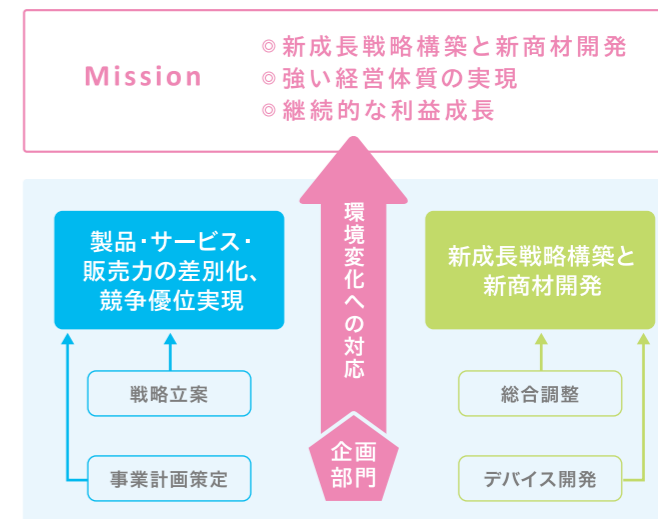 Mission
◎新成長戦略構築と新商材開発
◎強い経営体質の実現
◎継続的な利益成長
製品・サービス・
販売力の差別化、
競争優位実現
戦略立案
事業計画策定
環境変化への対応
企画
部門
新成長戦略構築と
新商材開発
総合調整
デバイス開発